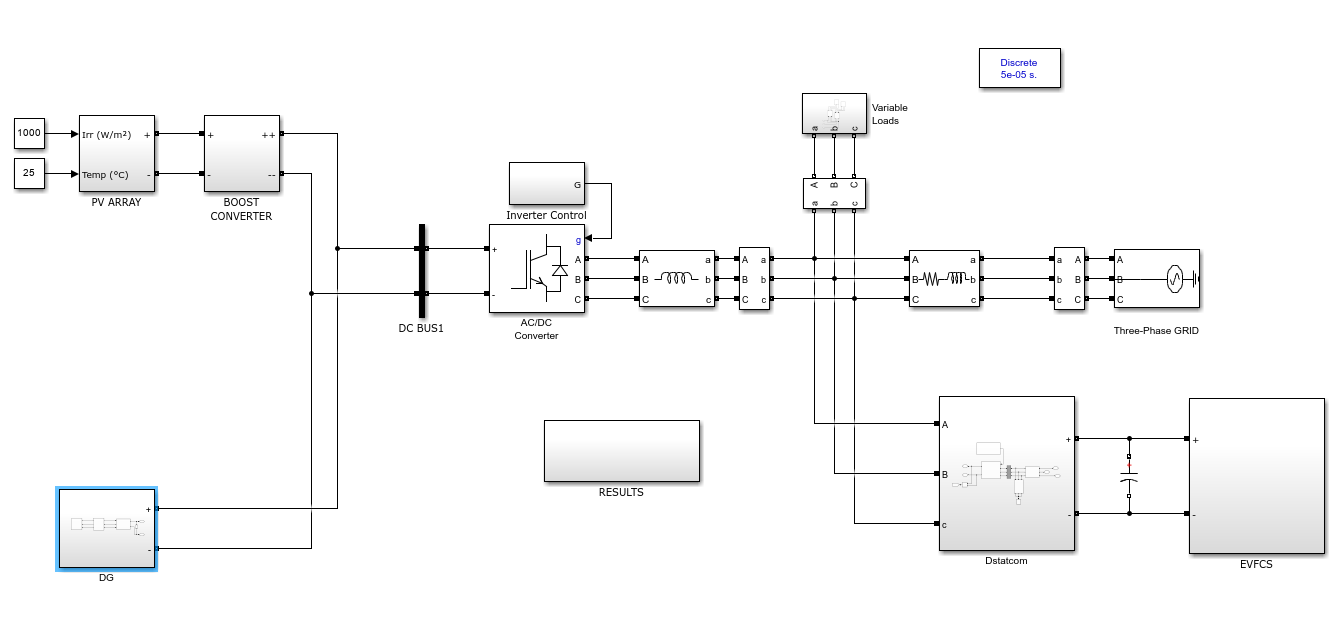 Discrete
5e-05 s.
Variable
Loads
a b c
A B C
a b c
1000
Irr (W/m²) +
25
Temp (°C) -
PV ARRAY
+ ++
- --
BOOST
CONVERTER
G
Inverter Control
g
+ A
B
- C
AC/DC
Converter
DC BUS1
A a
B b
C c
A a
B b
C c
A a
B b
C c
a A
b B
c C
A
B
C
Three-Phase GRID
RESULTS
A
B
c
+
-
Dstatcom
+
+
-
EVFCS
+
-
DG